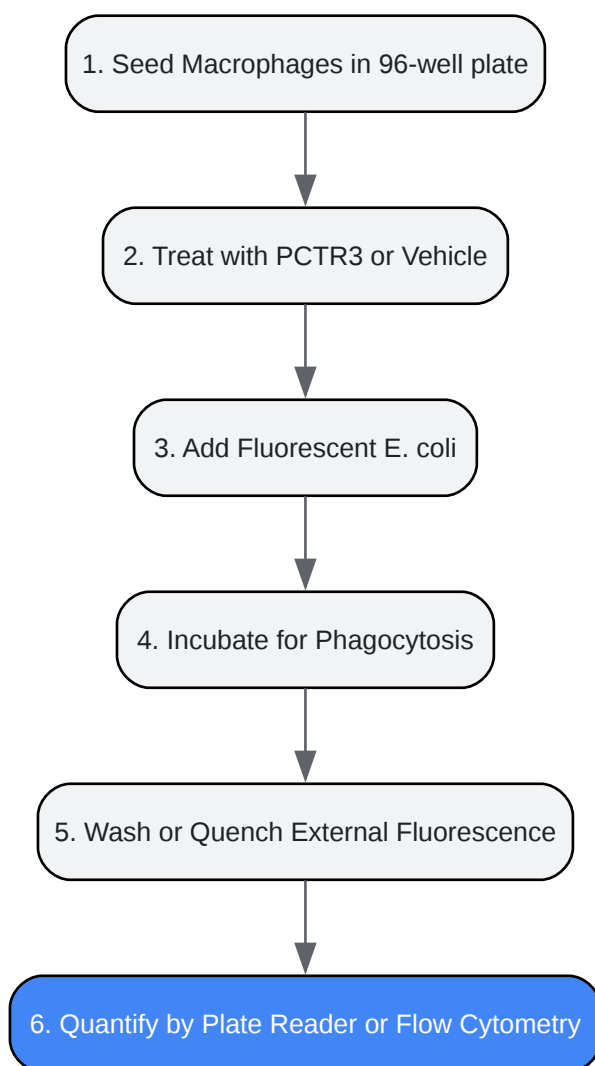 1. Seed Macrophages in 96-well plate
2. Treat with PCTR3 or Vehicle
3. Add Fluorescent E. coli
4. Incubate for Phagocytosis
5. Wash or Quench External Fluorescence
6. Quantify by Plate Reader or Flow Cytometry